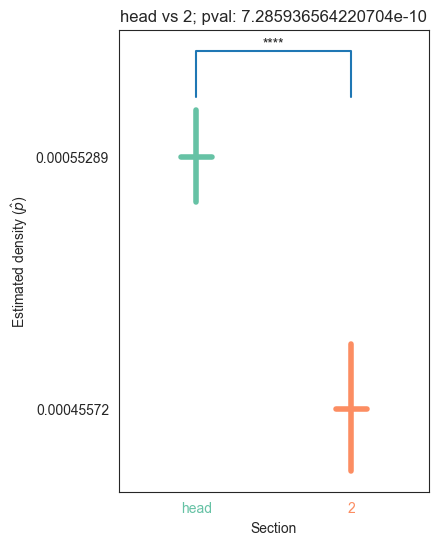 head vs 2; pval: 7.285936564220704e-10
****
0.00055289
Estimated density (p̂)
0.00045572
head
2
Section